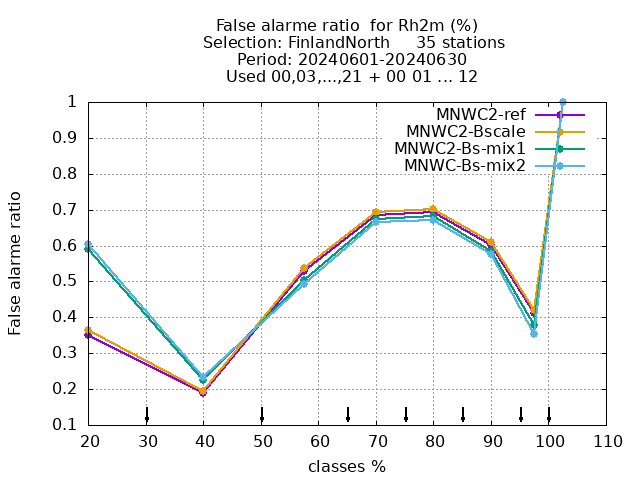 False alarme ratio  for Rh2m (%)
Selection: FinlandNorth     35 stations
Period: 20240601-20240630
Used 00,03,...,21 + 00 01 ... 12
MNWC2-ref
MNWC2-Bscale
MNWC2-Bs-mix1
MNWC-Bs-mix2
False alarme ratio
1
0.9
0.8
0.7
0.6
0.5
0.4
0.3
0.2
0.1
20 30 40 50 60 70 80 90 100 110
classes %